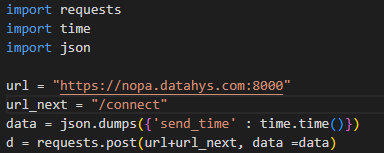 import requests
import time
import json
url = "https://nopa.datahys.com:8000"
url_next = "/connect"
data = json.dumps({'send_time' : time.time()})
d = requests.post(url+url_next, data =data)